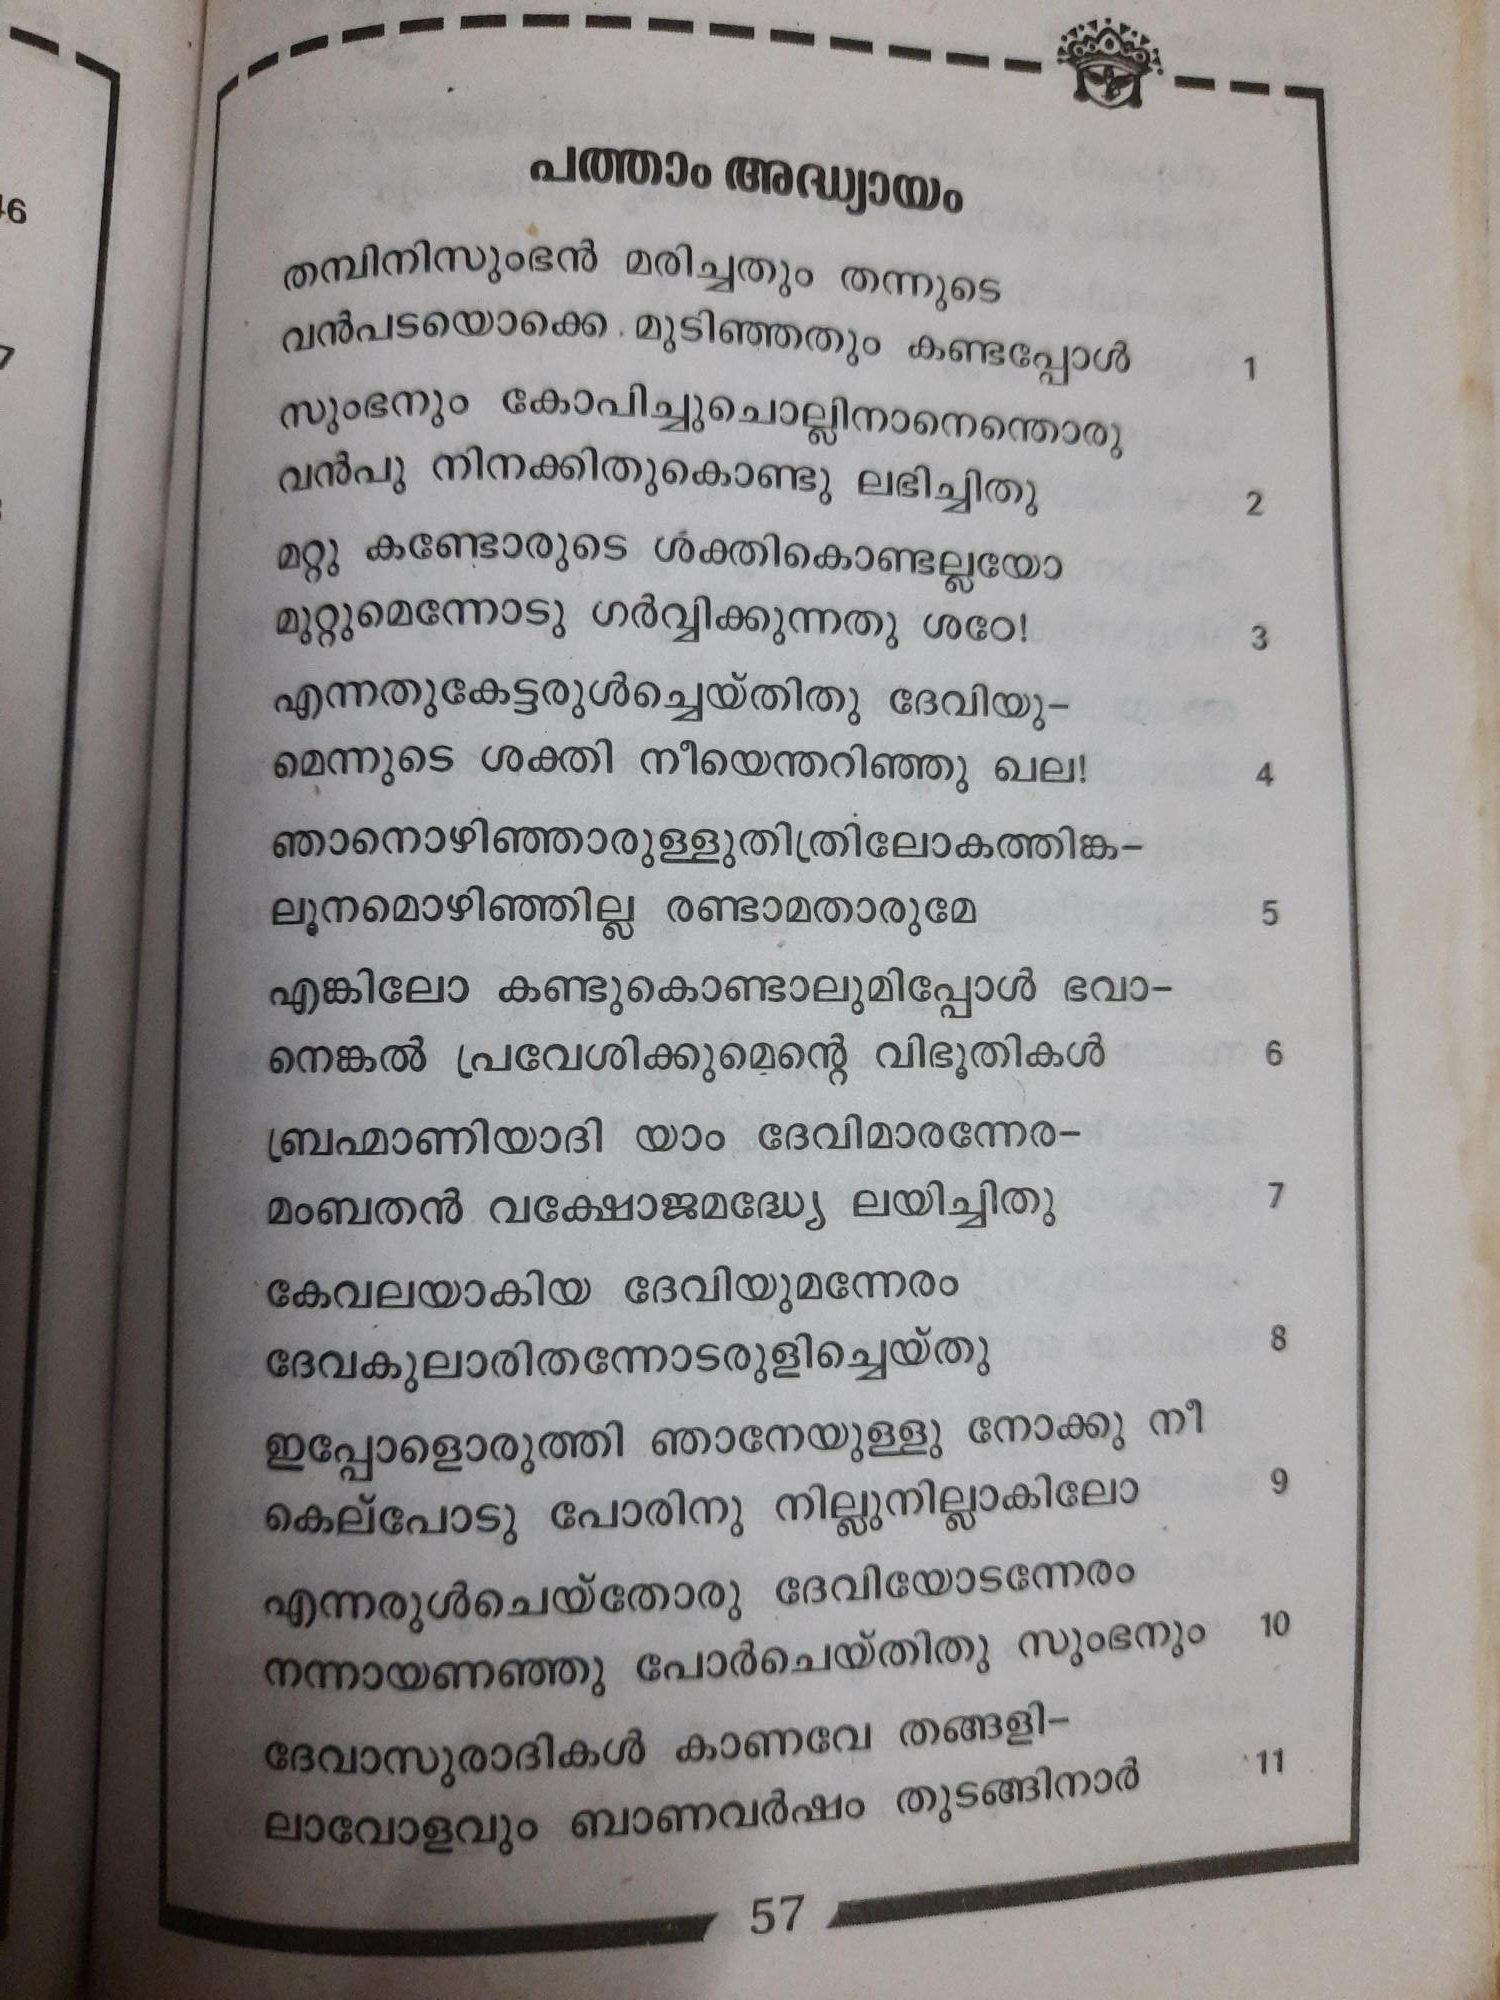 46
7
പത്താം അദ്ധ്യായം
തമ്പിനിസുംഭൻ മരിച്ചതും തന്നുടെ
വൻപടയൊക്കെ മുടിഞ്ഞതും കണ്ടപ്പോൾ 1
സുംഭനും കോപിച്ചുചൊല്ലിനാനെന്തൊരു
വൻപു നിനക്കിതുകൊണ്ടു ലഭിച്ചിതു 2
മറ്റു കണ്ടോരുടെ ശക്തികൊണ്ടല്ലയോ
മുറ്റുമെന്നോടു ഗർവ്വിക്കുന്നതു ശഠേ! 3
എന്നതുകേട്ടരുൾച്ചെയ്തിതു ദേവിയു-
മെന്നുടെ ശക്തി നീയെന്തറിഞ്ഞു ഖല! 4
ഞാനൊഴിഞ്ഞാരുള്ളുതിത്രിലോകത്തിങ്ക-
ലൂനമൊഴിഞ്ഞില്ല രണ്ടാമതാരുമേ 5
എങ്കിലോ കണ്ടുകൊണ്ടാലുമിപ്പോൾ ഭവാ-
നെങ്കൽ പ്രവേശിക്കുമെന്റെ വിഭൂതികൾ 6
ബ്രഹ്മാണിയാദി യാം ദേവിമാരന്നേര-
മംബതൻ വക്ഷോജമദ്ധ്യേ ലയിച്ചിതു 7
കേവലയാകിയ ദേവിയുമന്നേരം
ദേവകുലാരിതന്നോടരുളിച്ചെയ്തു 8
ഇപ്പോളൊരുത്തി ഞാനേയുള്ളു നോക്കു നീ
കെല്പോടു പോരിനു നില്ലുനില്ലാകിലോ 9
എന്നരുൾചെയ്തോരു ദേവിയോടന്നേരം
നന്നായണഞ്ഞു പോർചെയ്തിതു സുംഭനും 10
ദേവാസുരാദികൾ കാണവേ തങ്ങളി-
ലാവോളവും ബാണവർഷം തുടങ്ങിനാർ 11
57